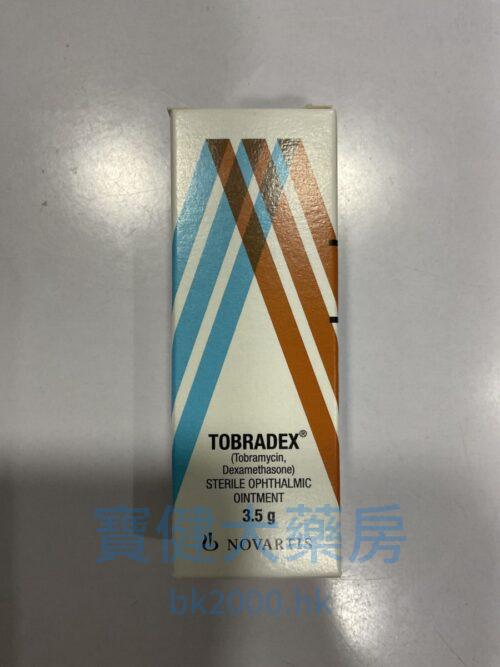 TOBRADEX®
(Tobramycin,
Dexamethasone)
STERILE OPHTHALMIC
OINTMENT
3.5 g
NOVARTIS
寶健大藥房
bk2000.hk